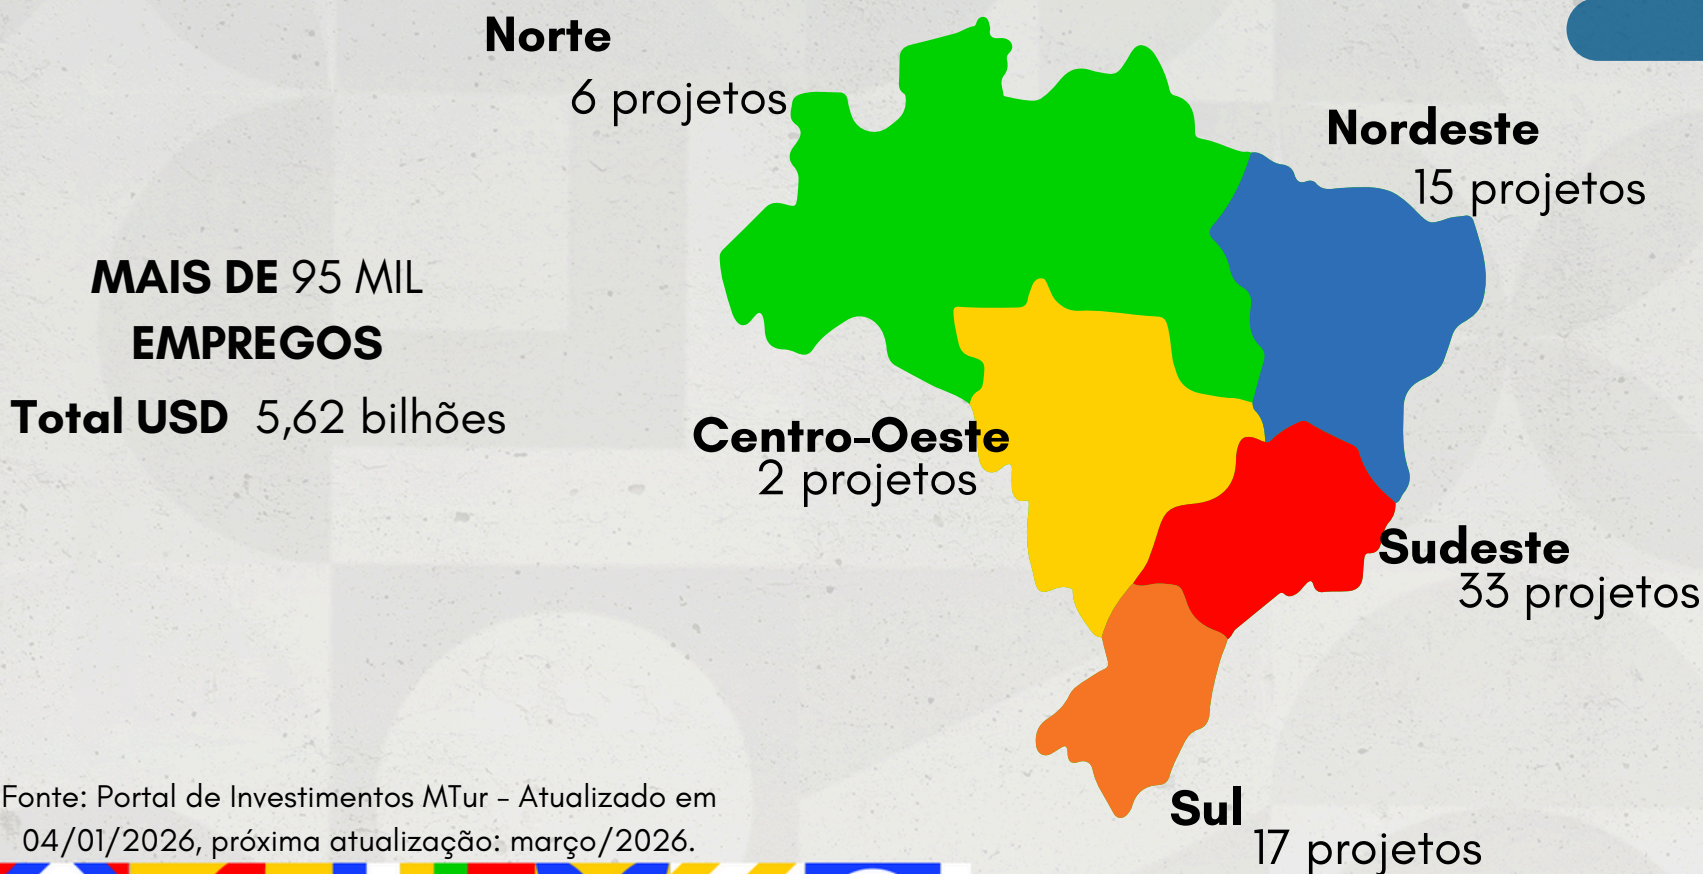 Norte
6 projetos
Nordeste
15 projetos
MAIS DE 95 MIL
EMPREGOS
Total USD 5,62 bilhões
Centro-Oeste
2 projetos
Sudeste
33 projetos
Sul
17 projetos
Fonte: Portal de Investimentos MTur - Atualizado em
04/01/2026, próxima atualização: março/2026.